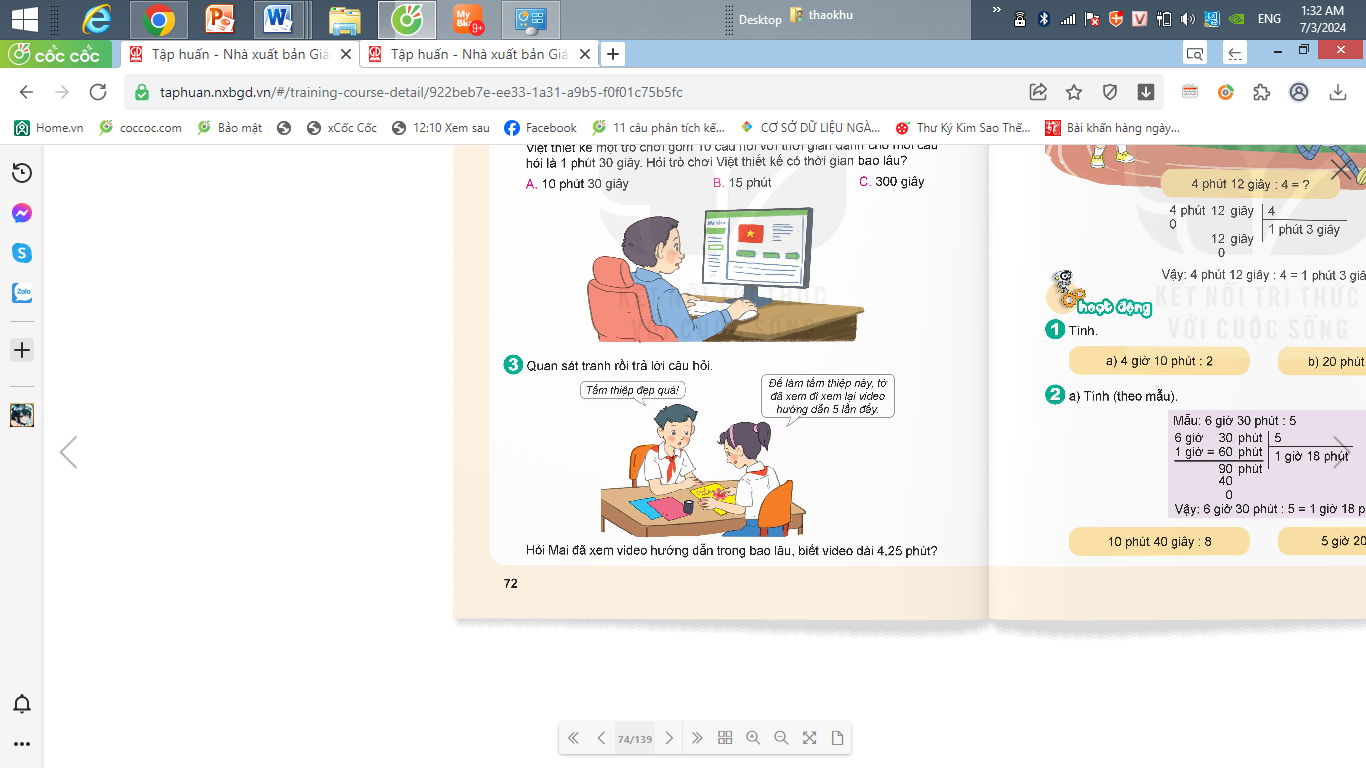 Desktop
thaokhu
ENG
1:32 AM
7/3/2024
cốc cốc
Tập huấn - Nhà xuất bản Giá
Tập huấn - Nhà xuất bản Giá
taphuan.nxbgd.vn/#/training-course-detail/922beb7e-ee33-1a31-a9b5-f0f01c75b5fc
Home.vn
coccoc.com
Bảo mật
xCốc Cốc
12:10 Xem sau
Facebook
11 câu phân tích kế...
CƠ SỞ DỮ LIỆU NGÀ...
Thư Ký Kim Sao Thế...
Bài khấn hàng ngày...
Việt thiết kế một trò chơi gồm 10 câu hỏi với thời gian dành cho mỗi câu
hỏi là 1 phút 30 giây. Hỏi trò chơi Việt thiết kế có thời gian bao lâu?
A. 10 phút 30 giây
B. 15 phút
C. 300 giây
KẾT NỐI TRI THỨC
VỚI CUỘC SỐNG
3 Quan sát tranh rồi trả lời câu hỏi.
Tấm thiệp đẹp quá!
Để làm tấm thiệp này, tớ
đã xem đi xem lại video
hướng dẫn 5 lần đấy.
Hỏi Mai đã xem video hướng dẫn trong bao lâu, biết video dài 4,25 phút?
72
4 phút 12 giây : 4 = ?
4 phút 12 giây 4
0 1 phút 3 giây
12 giây
0
Vậy: 4 phút 12 giây : 4 = 1 phút 3 giâ
KẾT NỐI TRI THỨC
VỚI CUỘC SỐNG
hoạt động
1 Tính.
a) 4 giờ 10 phút : 2
b) 20 phút
2 a) Tính (theo mẫu).
Mẫu: 6 giờ 30 phút : 5
6 giờ 30 phút 5
1 giờ = 60 phút 1 giờ 18 phút
90 phút
40
0
Vậy: 6 giờ 30 phút : 5 = 1 giờ 18 p
10 phút 40 giây : 8
5 giờ 20
74/139